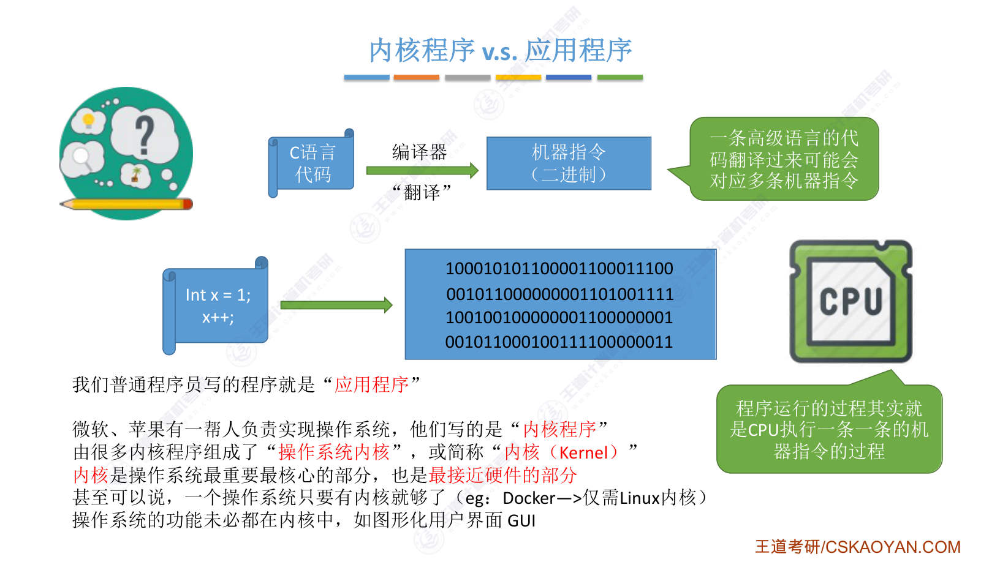 内核程序 v.s. 应用程序
C语言
代码
编译器
“翻译”
机器指令
（二进制）
一条高级语言的代
码翻译过来可能会
对应多条机器指令
Int x = 1;
x++;
100010101100001100011100
001011000000001101001111
100100100000001100000001
001011000100111100000011
CPU
程序运行的过程其实就
是CPU执行一条一条的机
器指令的过程
我们普通程序员写的程序就是“应用程序”
微软、苹果有一帮人负责实现操作系统，他们写的是“内核程序”
由很多内核程序组成了“操作系统内核”，或简称“内核（Kernel）”
内核是操作系统最重要最核心的部分，也是最接近硬件的部分
甚至可以说，一个操作系统只要有内核就够了（eg：Docker—>仅需Linux内核）
操作系统的功能未必都在内核中，如图形化用户界面 GUI
王道考研/CSKAOYAN.COM